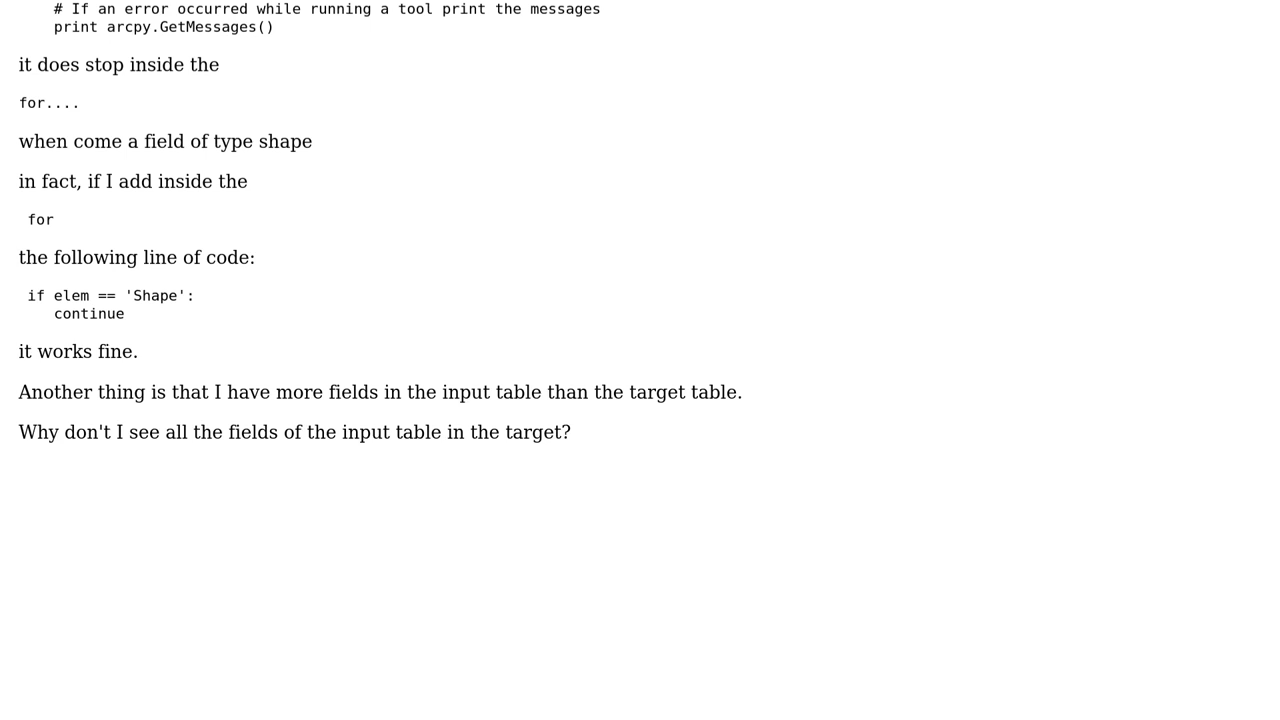 # If an error occurred while running a tool print the messages
print arcpy.GetMessages()
it does stop inside the
for....
when come a field of type shape
in fact, if I add inside the
for
the following line of code:
if elem == 'Shape':
continue
it works fine.
Another thing is that I have more fields in the input table than the target table.
Why don't I see all the fields of the input table in the target?